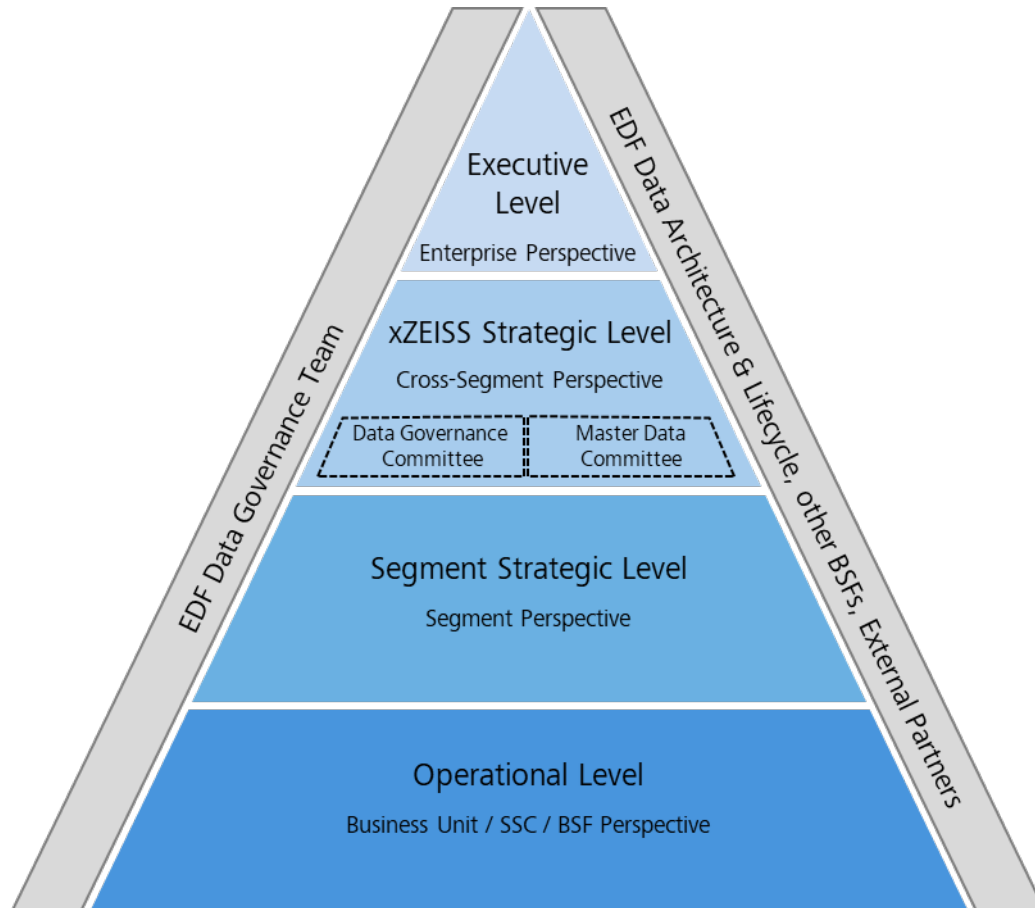 Executive
Level
Enterprise Perspective
xZEISS Strategic Level
Cross-Segment Perspective
Data Governance
Committee
Master Data
Committee
Segment Strategic Level
Segment Perspective
Operational Level
Business Unit / SSC / BSF Perspective
EDF Data Governance Team
EDF Data Architecture & Lifecycle, other BSFs, External Partners